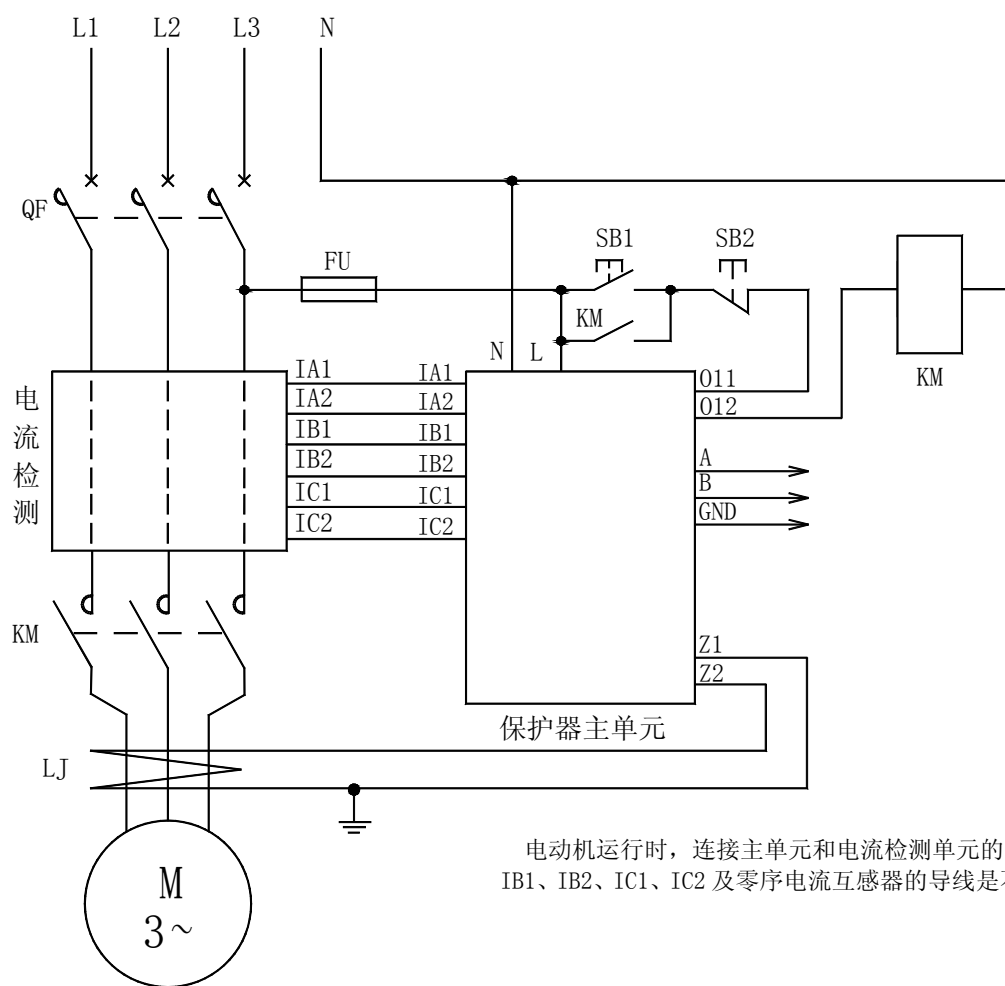 L1 L2 L3 N
QF
FU
SB1 SB2
KM
N L
KM
电流检测
IA1 IA1
IA2 IA2
IB1 IB1
IB2 IB2
IC1 IC1
IC2 IC2
O11
O12
A
B
GND
KM
Z1
Z2
保护器主单元
LJ
M
3~
电动机运行时，连接主单元和电流检测单元的
IB1、IB2、IC1、IC2 及零序电流互感器的导线是